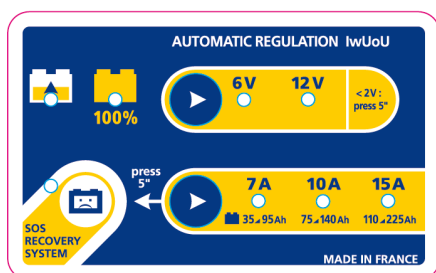 AUTOMATIC REGULATION IwUoU
6V 12V
< 2V :
press 5"
100%
press
5"
7A 10A 15A
35⊿95Ah 75⊿140Ah 110⊿225Ah
SOS
RECOVERY
SYSTEM
MADE IN FRANCE